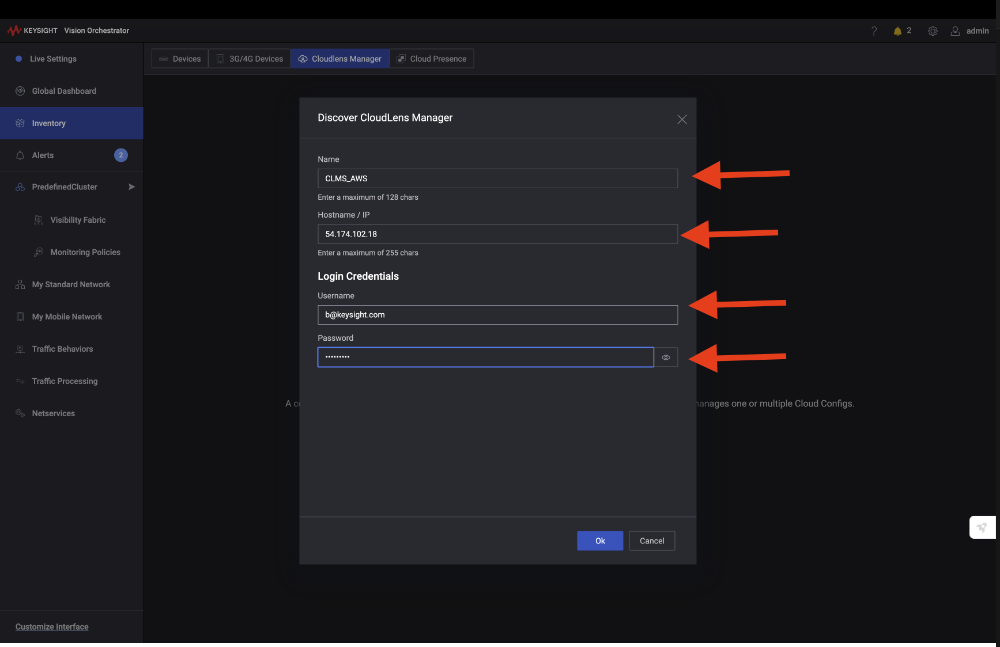 KEYSIGHT Vision Orchestrator
? 2 admin
Live Settings
Global Dashboard
Inventory
Alerts 2
PredefinedCluster
Visibility Fabric
Monitoring Policies
My Standard Network
My Mobile Network
Traffic Behaviors
Traffic Processing
Netservices
Customize Interface
Devices 3G/4G Devices Cloudlens Manager Cloud Presence
Discover CloudLens Manager
Name
CLMS_AWS
Enter a maximum of 128 chars
Hostname / IP
54.174.102.18
Enter a maximum of 255 chars
Login Credentials
Username
b@keysight.com
Password
•••••••••
A manages one or multiple Cloud Configs.
Ok Cancel